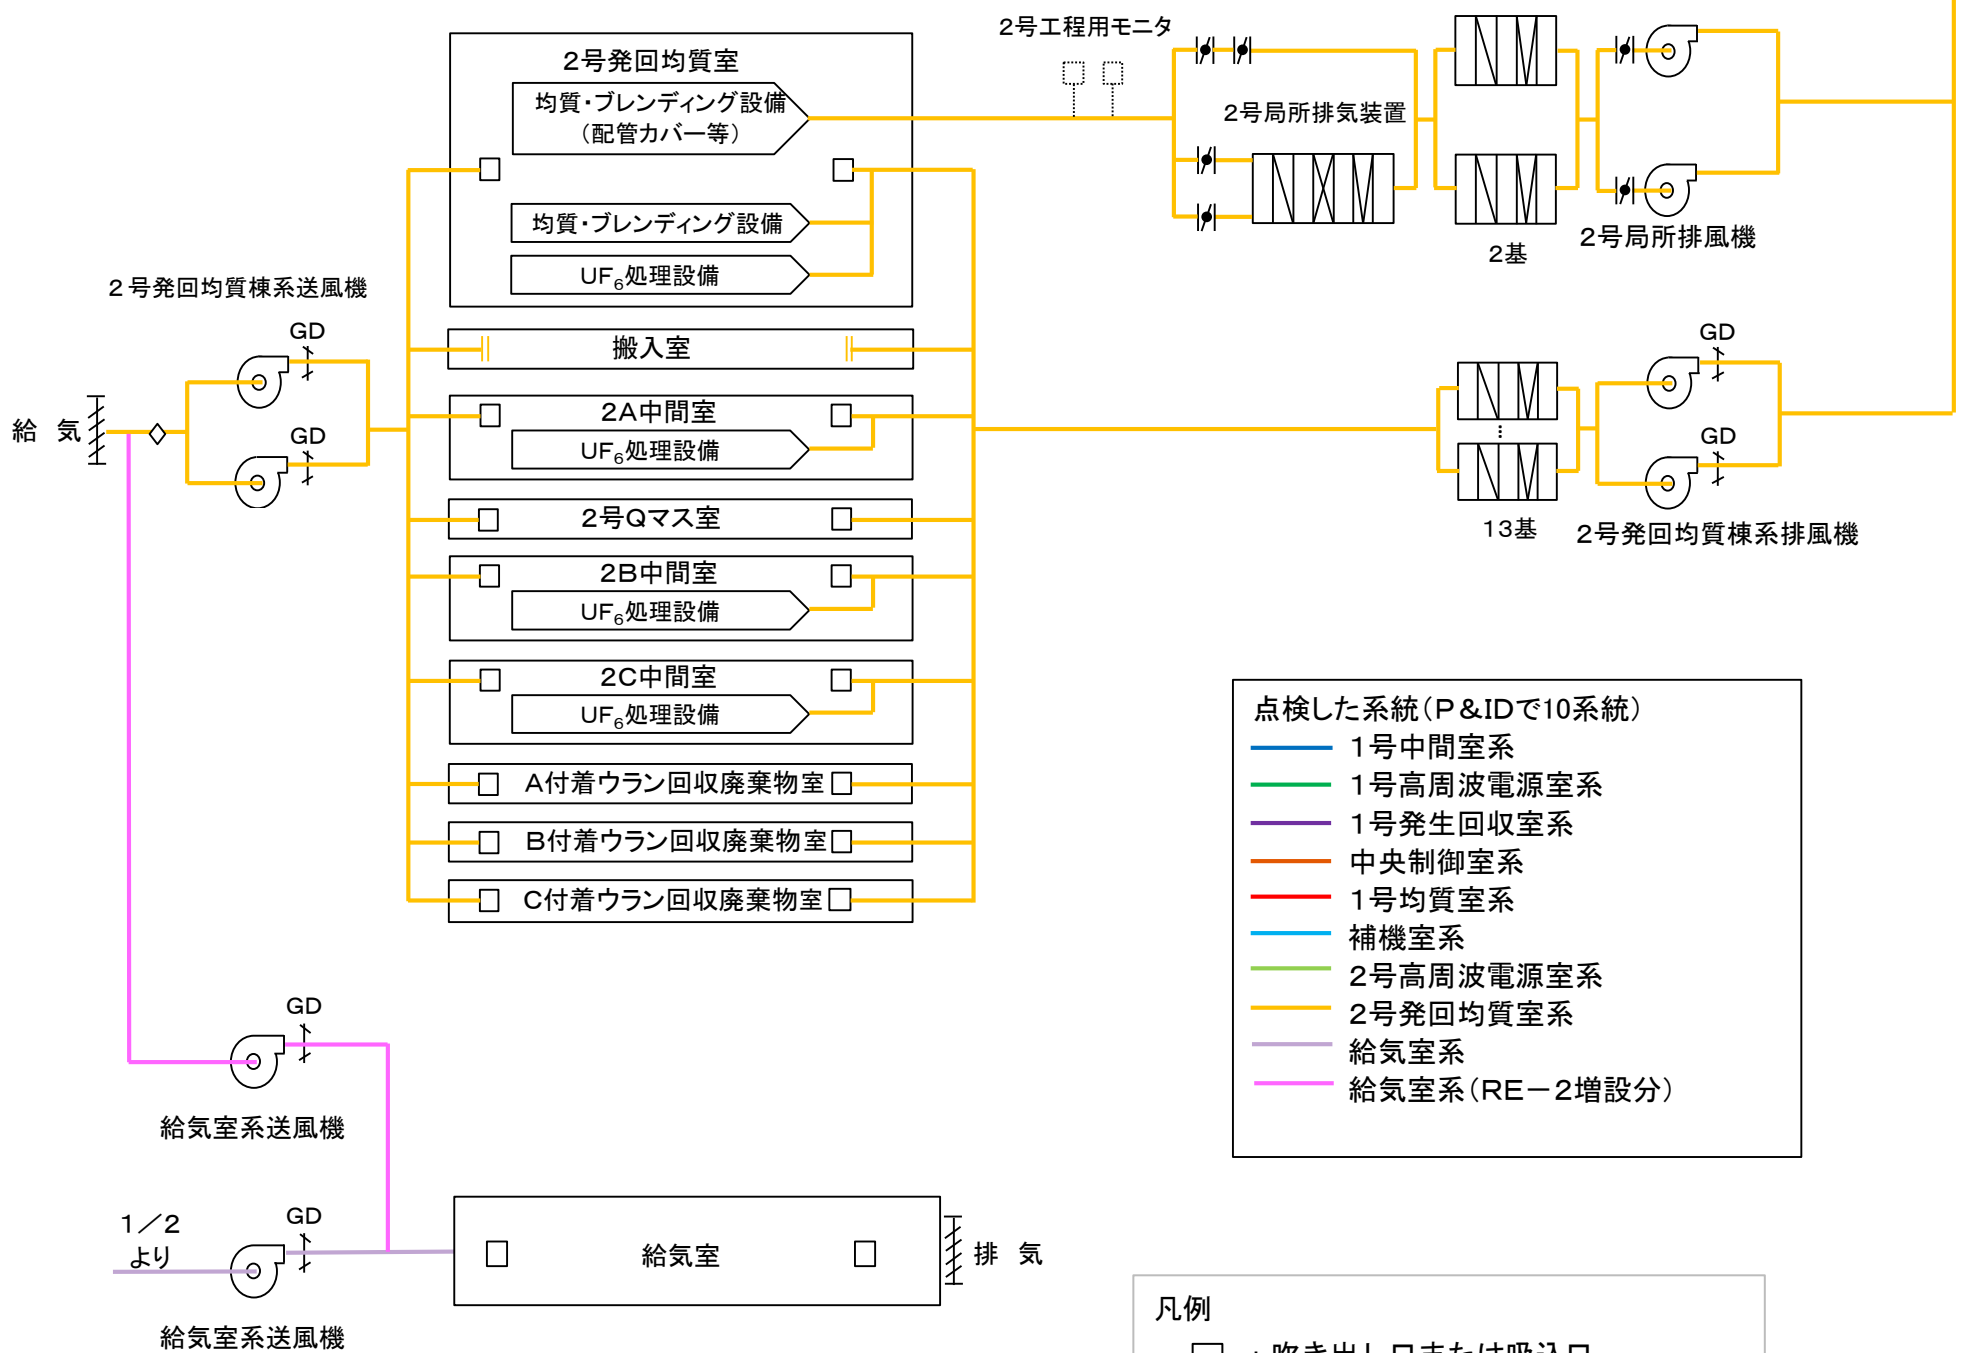 2号工程用モニタ
2号発回均質室
均質・ブレンディング設備
（配管カバー等）
2号局所排気装置
均質・ブレンディング設備
UF₆処理設備
2基
2号局所排風機
2号発回均質棟系送風機
GD
搬入室
GD
給　気
GD
2A中間室
UF₆処理設備
GD
2号Qマス室
13基
2号発回均質棟系排風機
2B中間室
UF₆処理設備
2C中間室
UF₆処理設備
A付着ウラン回収廃棄物室
B付着ウラン回収廃棄物室
C付着ウラン回収廃棄物室
点検した系統（P＆IDで10系統）
1号中間室系
1号高周波電源室系
1号発生回収室系
中央制御室系
1号均質室系
補機室系
2号高周波電源室系
2号発回均質室系
給気室系
給気室系（RE－2増設分）
GD
給気室系送風機
1／2
より
GD
給気室
排　気
給気室系送風機
凡例
：吹き出し口または吸込口